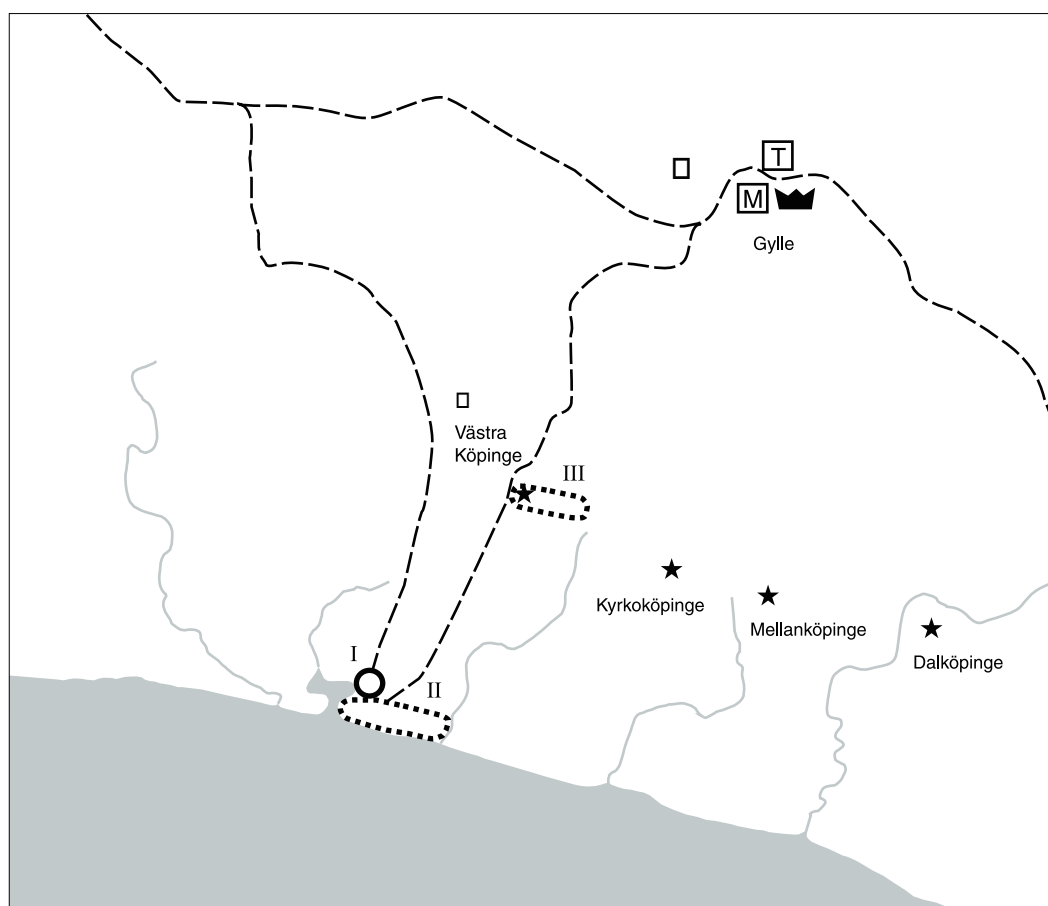 T
M
Gylle
Västra
Köpinge
III
Kyrkoköpinge
Mellanköpinge
Dalköpinge
I
II